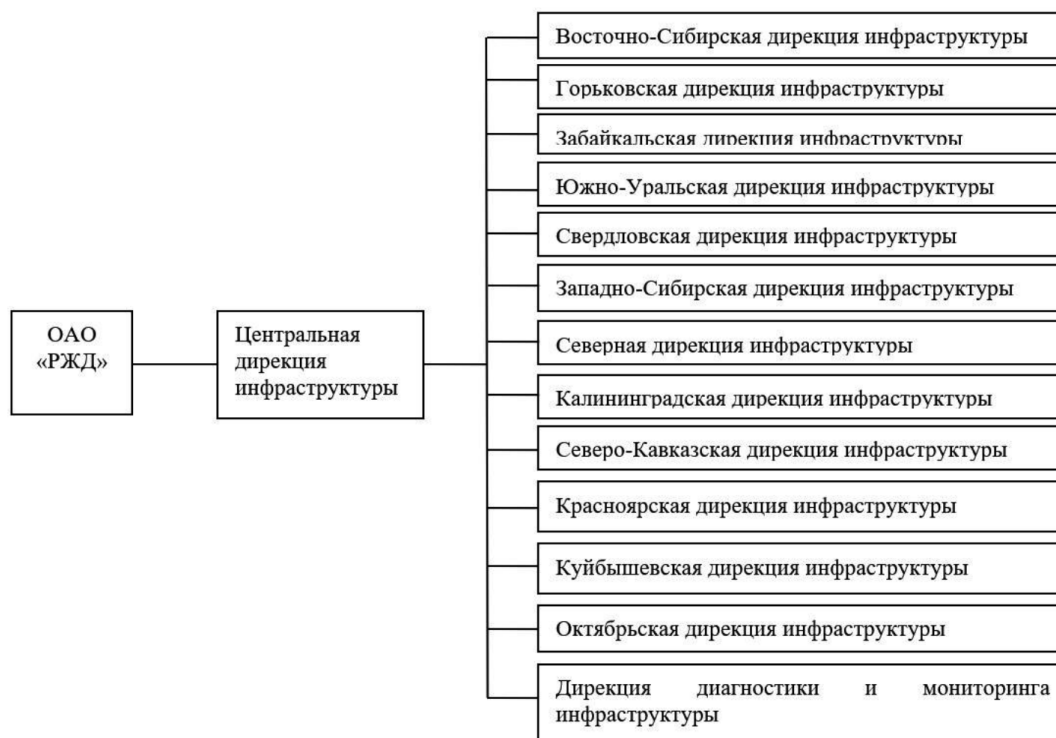 ОАО
«РЖД»
Центральная
дирекция
инфраструктуры
Восточно-Сибирская дирекция инфраструктуры
Горьковская дирекция инфраструктуры
Забайкальская дирекция инфраструктуры
Южно-Уральская дирекция инфраструктуры
Свердловская дирекция инфраструктуры
Западно-Сибирская дирекция инфраструктуры
Северная дирекция инфраструктуры
Калининградская дирекция инфраструктуры
Северо-Кавказская дирекция инфраструктуры
Красноярская дирекция инфраструктуры
Куйбышевская дирекция инфраструктуры
Октябрьская дирекция инфраструктуры
Дирекция диагностики и мониторинга
инфраструктуры